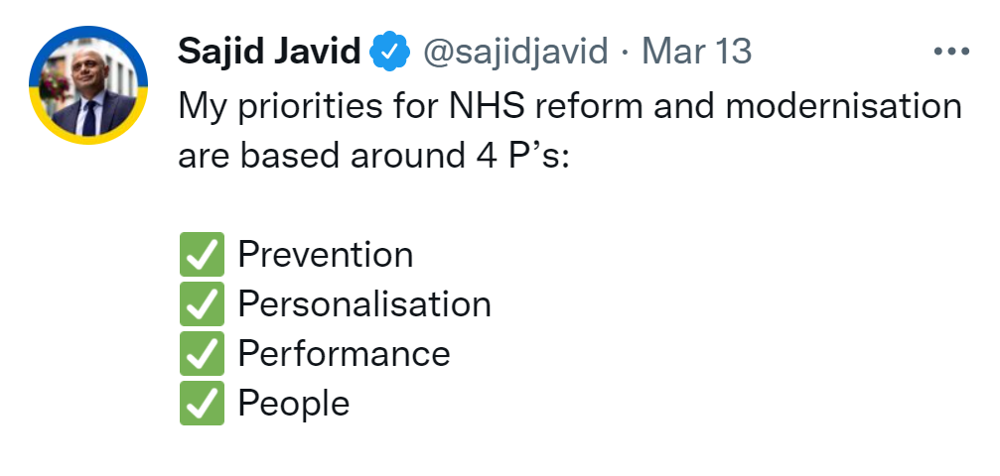 Sajid Javid @sajidjavid · Mar 13
My priorities for NHS reform and modernisation
are based around 4 P’s:
✅ Prevention
✅ Personalisation
✅ Performance
✅ People